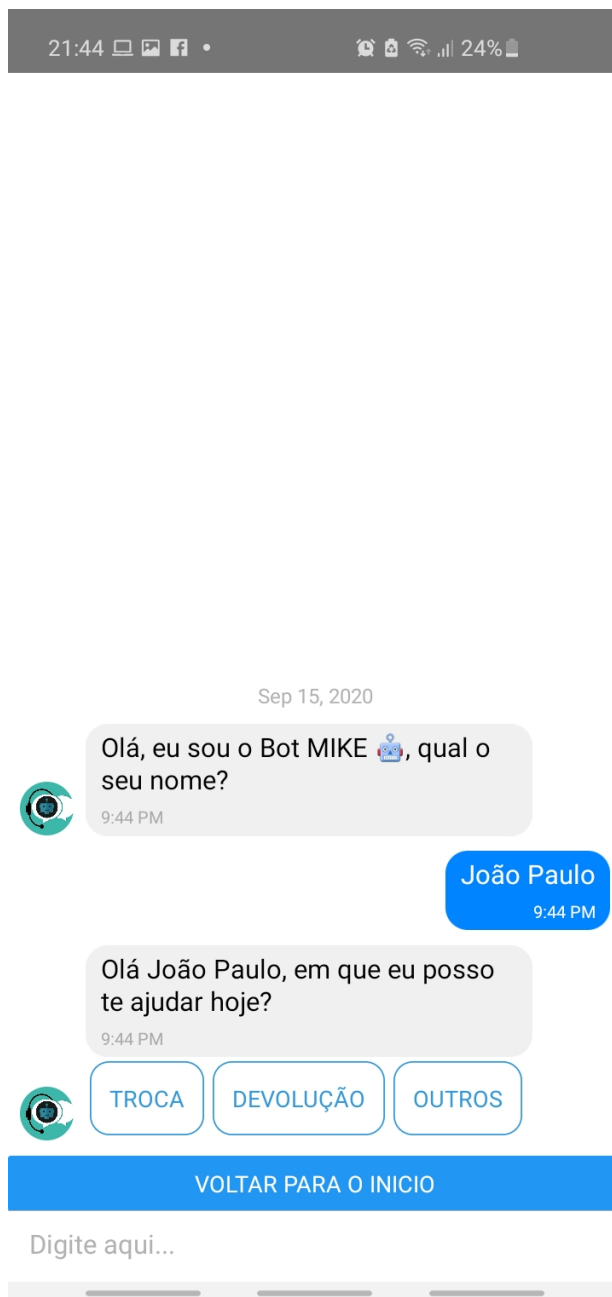 21:44 24%
Sep 15, 2020
Olá, eu sou o Bot MIKE 🤖, qual o
seu nome?
9:44 PM
João Paulo
9:44 PM
Olá João Paulo, em que eu posso
te ajudar hoje?
9:44 PM
TROCA DEVOLUÇÃO OUTROS
VOLTAR PARA O INICIO
Digite aqui...